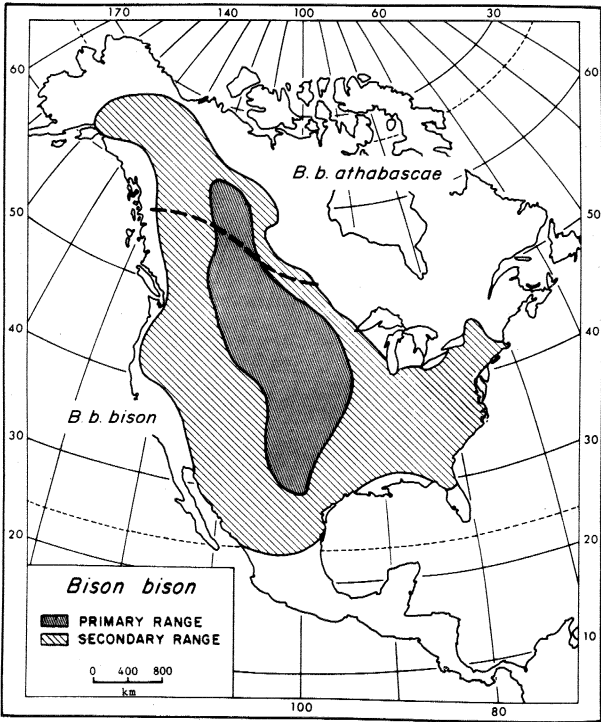 170 140 100 60 30
60 60
B. b. athabascae
50 50
40 40
B. b. bison
30 30
20 20
Bison bison
PRIMARY RANGE
SECONDARY RANGE
10
0 400 800
km
100 80